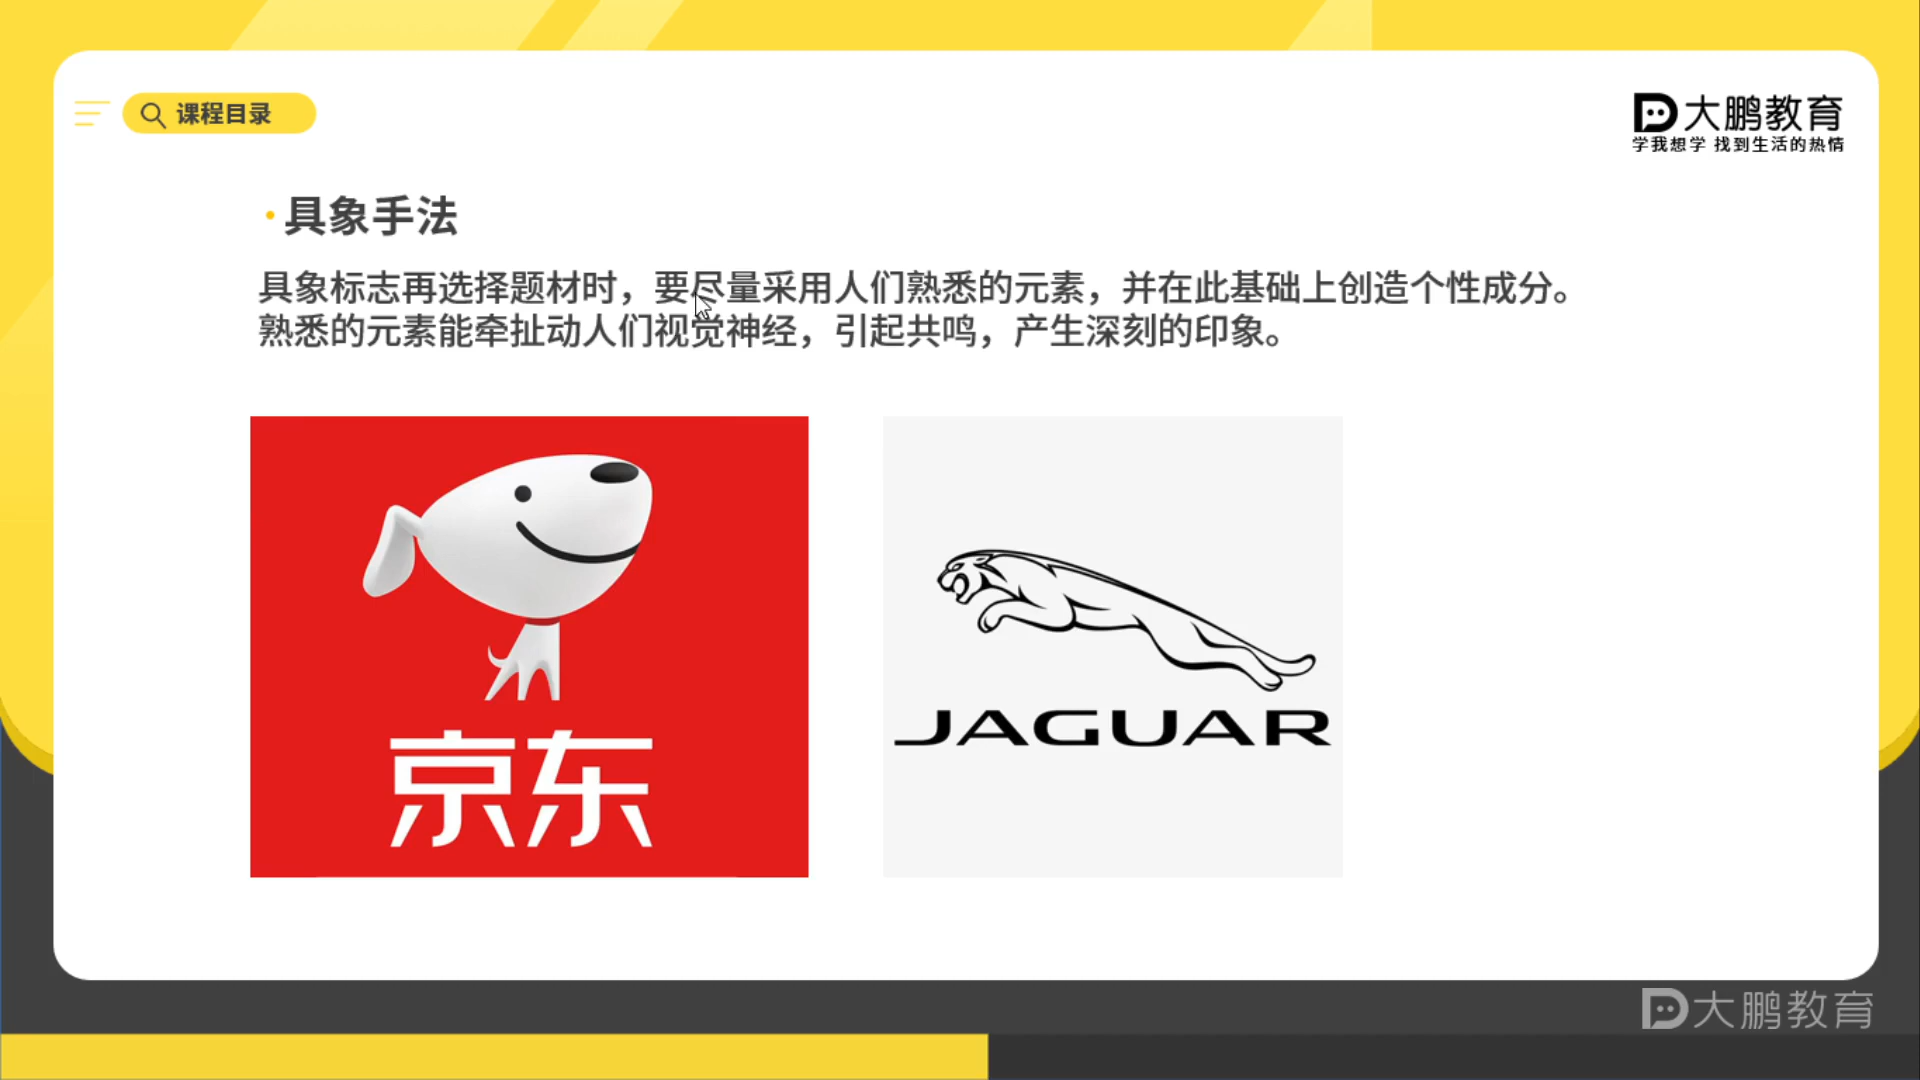 课程目录
大鹏教育
学我想学 找到生活的热情
·具象手法
具象标志再选择题材时，要尽量采用人们熟悉的元素，并在此基础上创造个性成分。
熟悉的元素能牵扯动人们视觉神经，引起共鸣，产生深刻的印象。
京东
JAGUAR
大鹏教育